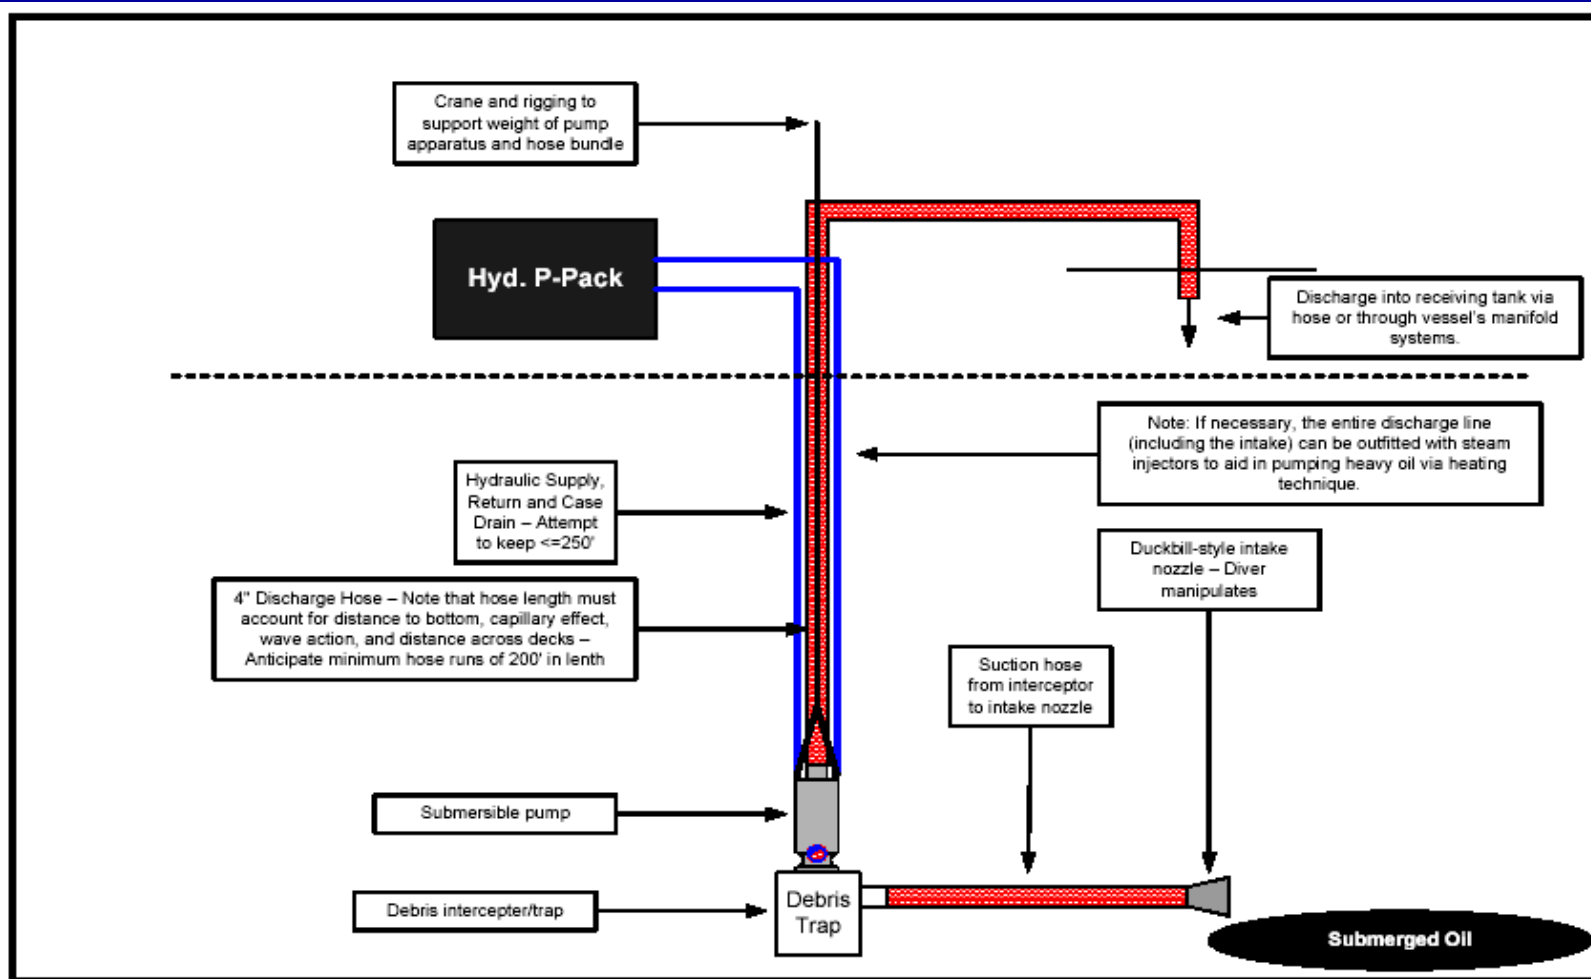 Crane and rigging to
support weight of pump
apparatus and hose bundle
Hyd. P-Pack
Discharge into receiving tank via
hose or through vessel's manifold
systems.
Note: If necessary, the entire discharge line
(including the intake) can be outfitted with steam
injectors to aid in pumping heavy oil via heating
technique.
Hydraulic Supply,
Return and Case
Drain – Attempt
to keep <=250'
Duckbill-style intake
nozzle – Diver
manipulates
4" Discharge Hose – Note that hose length must
account for distance to bottom, capillary effect,
wave action, and distance across decks –
Anticipate minimum hose runs of 200' in lenth
Suction hose
from interceptor
to intake nozzle
Submersible pump
Debris intercepter/trap
Debris
Trap
Submerged Oil